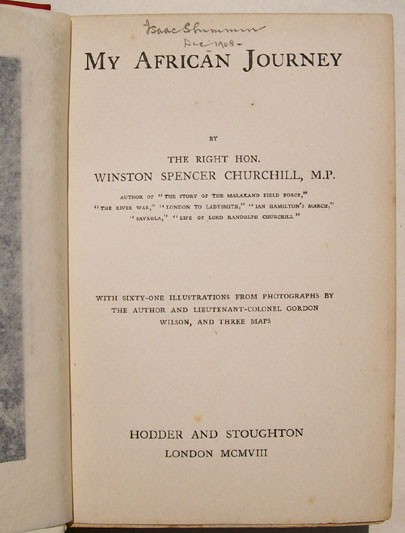 Isaac Shimmin
Dec 1908 -
MY AFRICAN JOURNEY
BY
THE RIGHT HON.
WINSTON SPENCER CHURCHILL, M.P.
AUTHOR OF "THE STORY OF THE MALAKAND FIELD FORCE,"
"THE RIVER WAR," "LONDON TO LADYSMITH," "IAN HAMILTON'S MARCH,"
"SAVROLA," "LIFE OF LORD RANDOLPH CHURCHILL"
WITH SIXTY-ONE ILLUSTRATIONS FROM PHOTOGRAPHS BY
THE AUTHOR AND LIEUTENANT-COLONEL GORDON
WILSON, AND THREE MAPS
HODDER AND STOUGHTON
LONDON MCMVIII